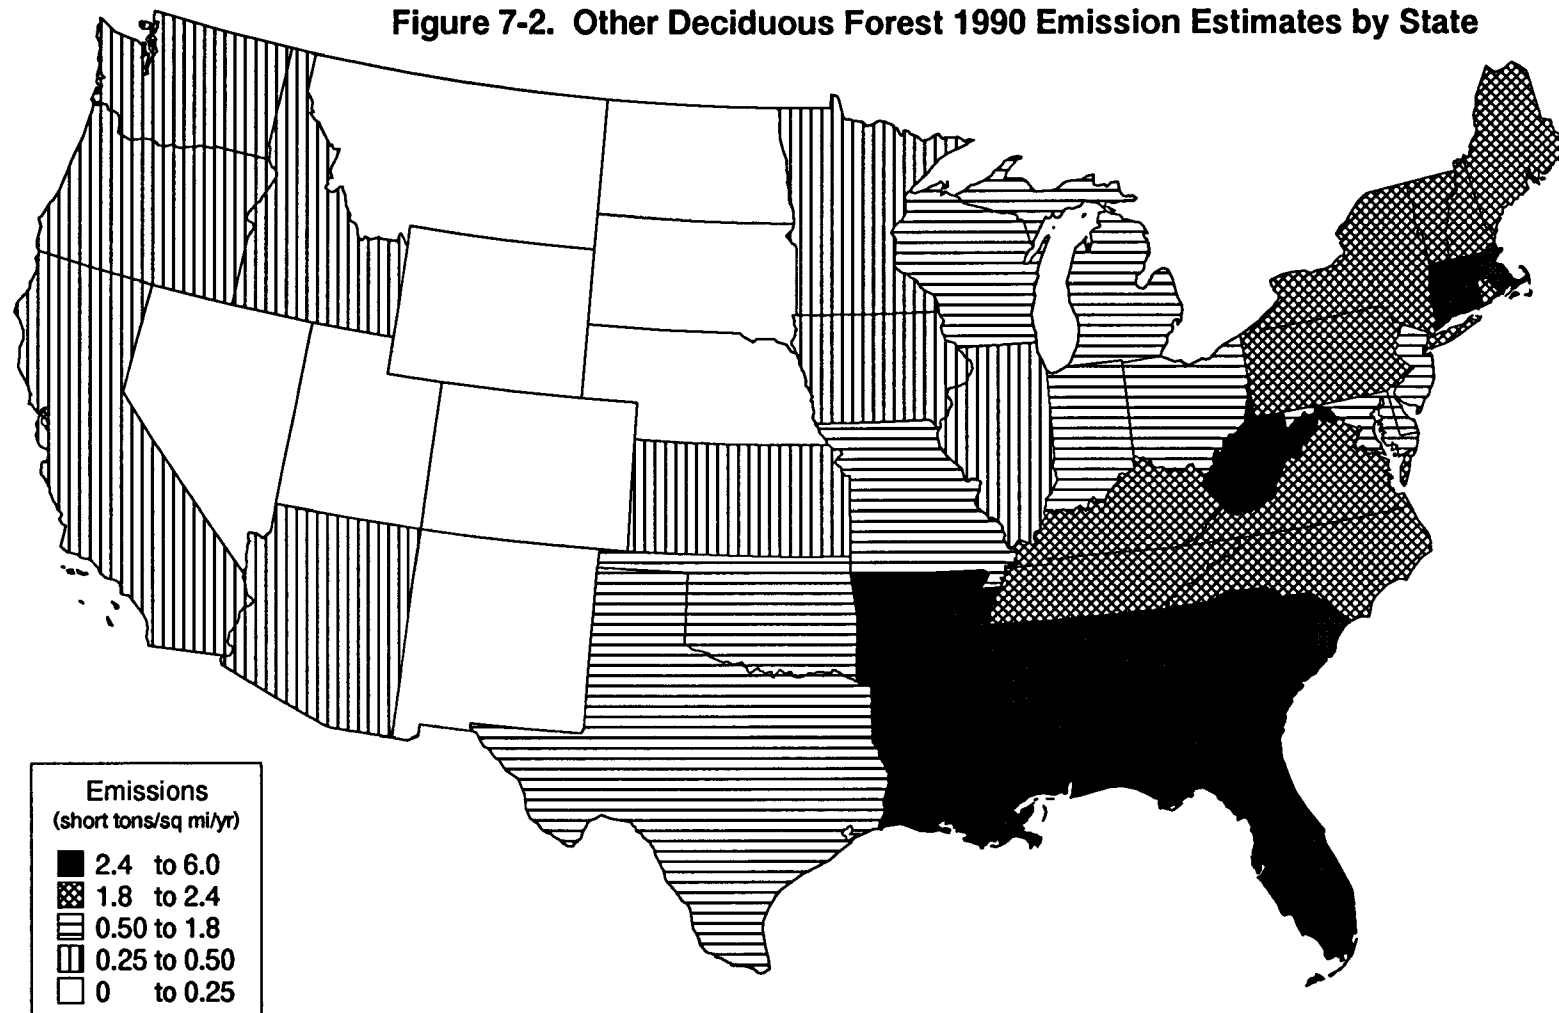 Figure 7-2. Other Deciduous Forest 1990 Emission Estimates by State
Emissions
(short tons/sq mi/yr)
2.4 to 6.0
1.8 to 2.4
0.50 to 1.8
0.25 to 0.50
0 to 0.25